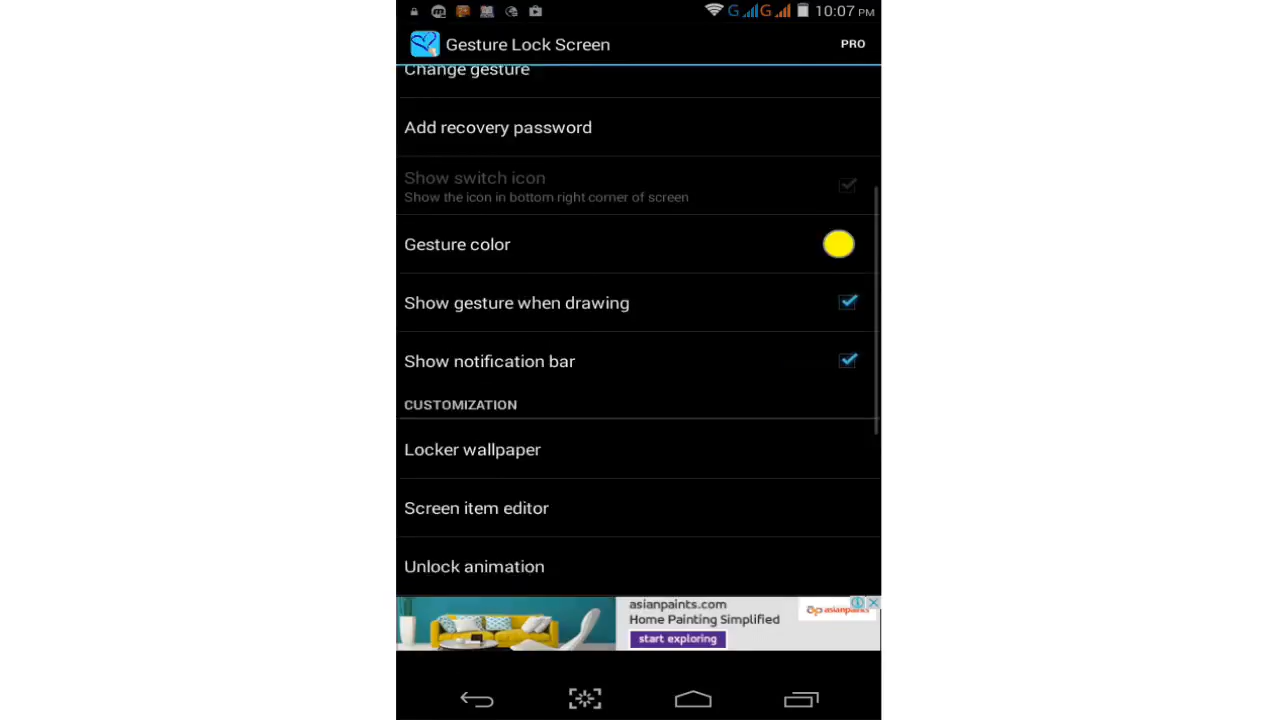 G G 10:07 PM
Gesture Lock Screen PRO
Change gesture
Add recovery password
Show switch icon
Show the icon in bottom right corner of screen
Gesture color
Show gesture when drawing
Show notification bar
CUSTOMIZATION
Locker wallpaper
Screen item editor
Unlock animation
asianpaints.com
Home Painting Simplified
start exploring
asianpaints